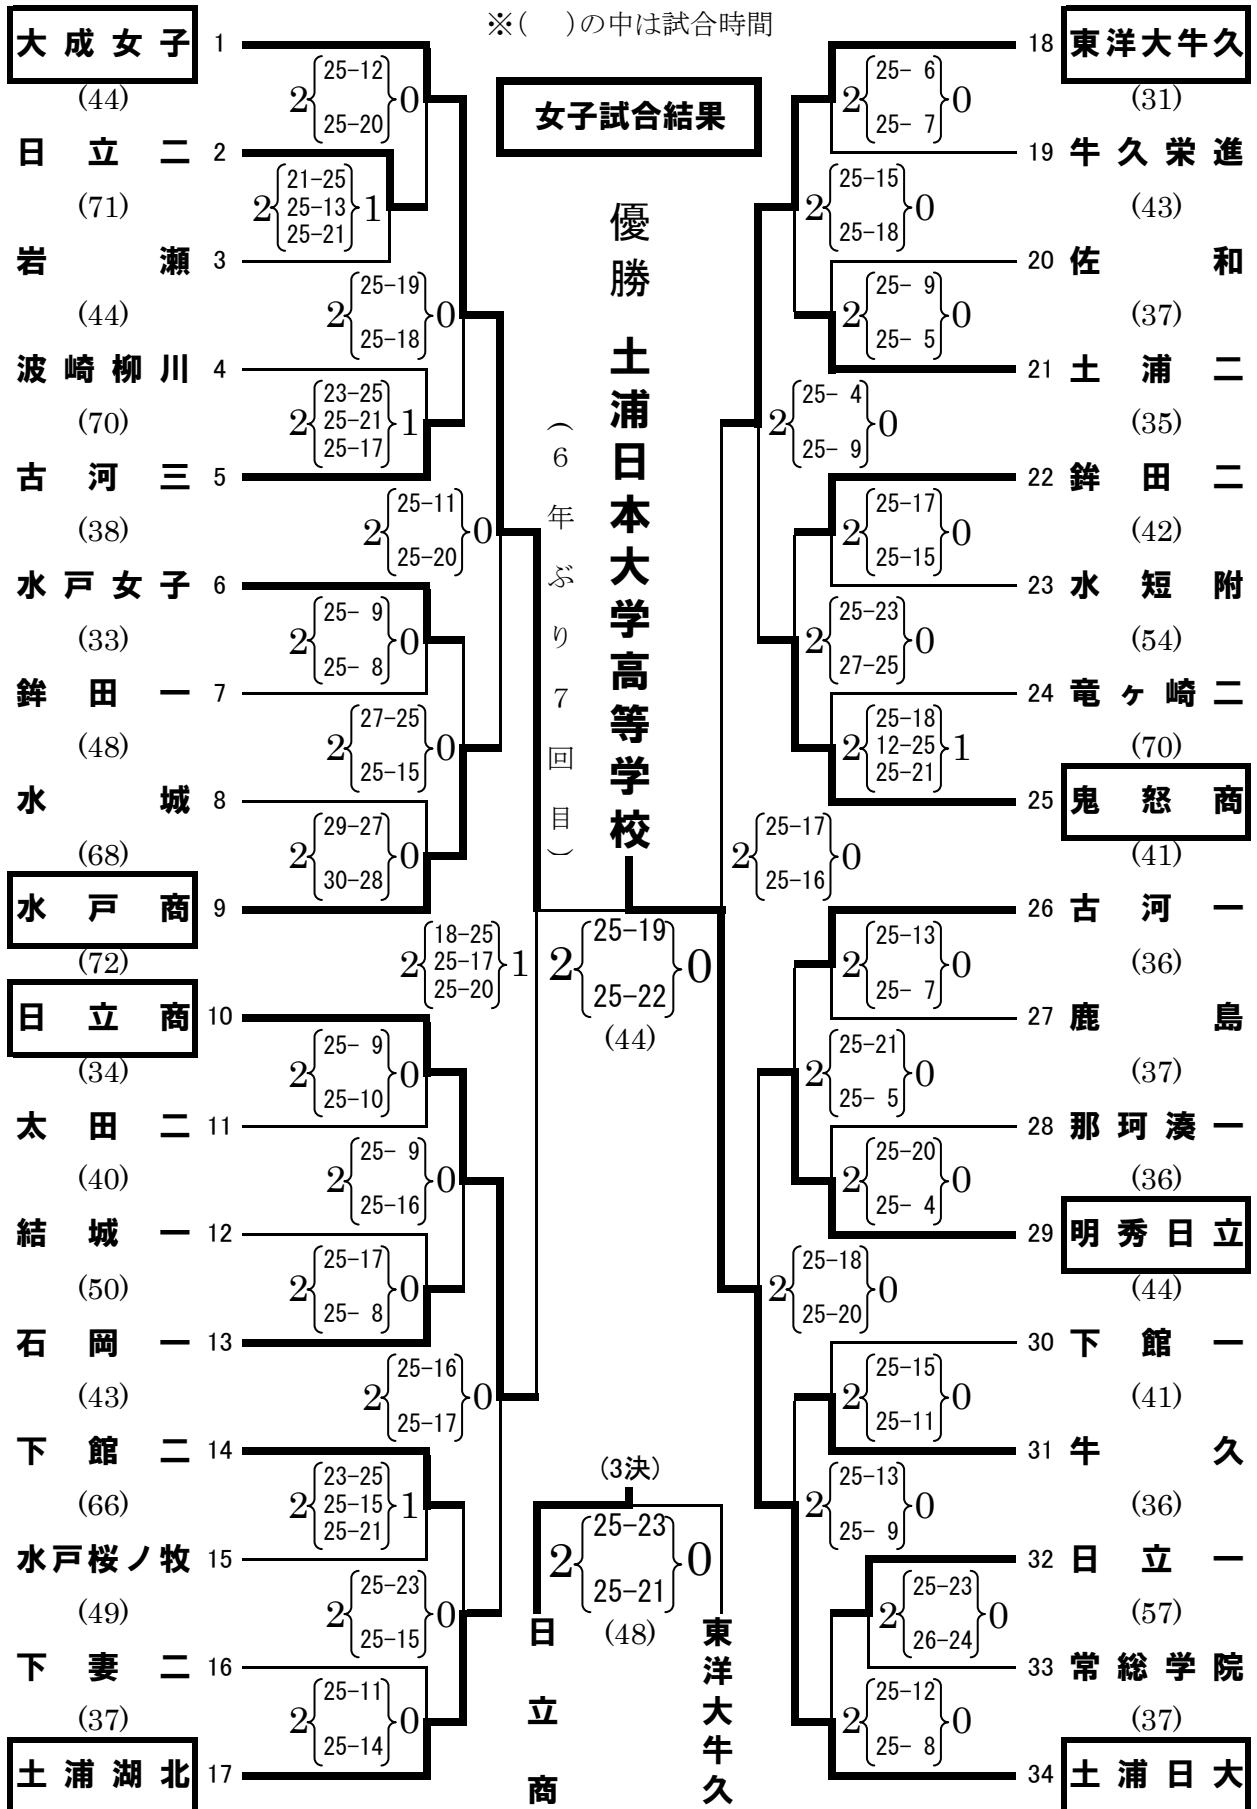 ※(　)の中は試合時間
女子試合結果
優勝 土浦日本大学高等学校
（6年ぶり7回目）
大成女子 1
(44)
日立二 2
(71)
岩瀬 3
(44)
波崎柳川 4
(70)
古河三 5
(38)
水戸女子 6
(33)
鉾田一 7
(48)
水城 8
(68)
水戸商 9
(72)
日立商 10
(34)
太田二 11
(40)
結城一 12
(50)
石岡一 13
(43)
下館二 14
(66)
水戸桜ノ牧 15
(49)
下妻二 16
(37)
土浦湖北 17
2 25-12 0
25-20
2 21-25 1
25-13
25-21
2 25-19 0
25-18
2 23-25 1
25-21
25-17
2 25-11 0
25-20
2 25- 9 0
25- 8
2 27-25 0
25-15
2 29-27 0
30-28
2 18-25 1
25-17
25-20
2 25- 9 0
25-10
2 25- 9 0
25-16
2 25-17 0
25- 8
2 25-16 0
25-17
2 23-25 1
25-15
25-21
2 25-23 0
25-15
2 25-11 0
25-14
2 25-19 0
25-22
(44)
(3決)
2 25-23 0
25-21
(48)
日立商
東洋大牛久
18 東洋大牛久
(31)
19 牛久栄進
(43)
20 佐和
(37)
21 土浦二
(35)
22 鉾田二
(42)
23 水短附
(54)
24 竜ヶ崎二
(70)
25 鬼怒商
(41)
26 古河一
(36)
27 鹿島
(37)
28 那珂湊一
(36)
29 明秀日立
(44)
30 下館一
(41)
31 牛久
(36)
32 日立一
(57)
33 常総学院
(37)
34 土浦日大
2 25- 6 0
25- 7
2 25-15 0
25-18
2 25- 9 0
25- 5
2 25- 4 0
25- 9
2 25-17 0
25-15
2 25-23 0
27-25
2 25-18 1
12-25
25-21
2 25-17 0
25-16
2 25-13 0
25- 7
2 25-21 0
25- 5
2 25-20 0
25- 4
2 25-18 0
25-20
2 25-15 0
25-11
2 25-13 0
25- 9
2 25-23 0
26-24
2 25-12 0
25- 8